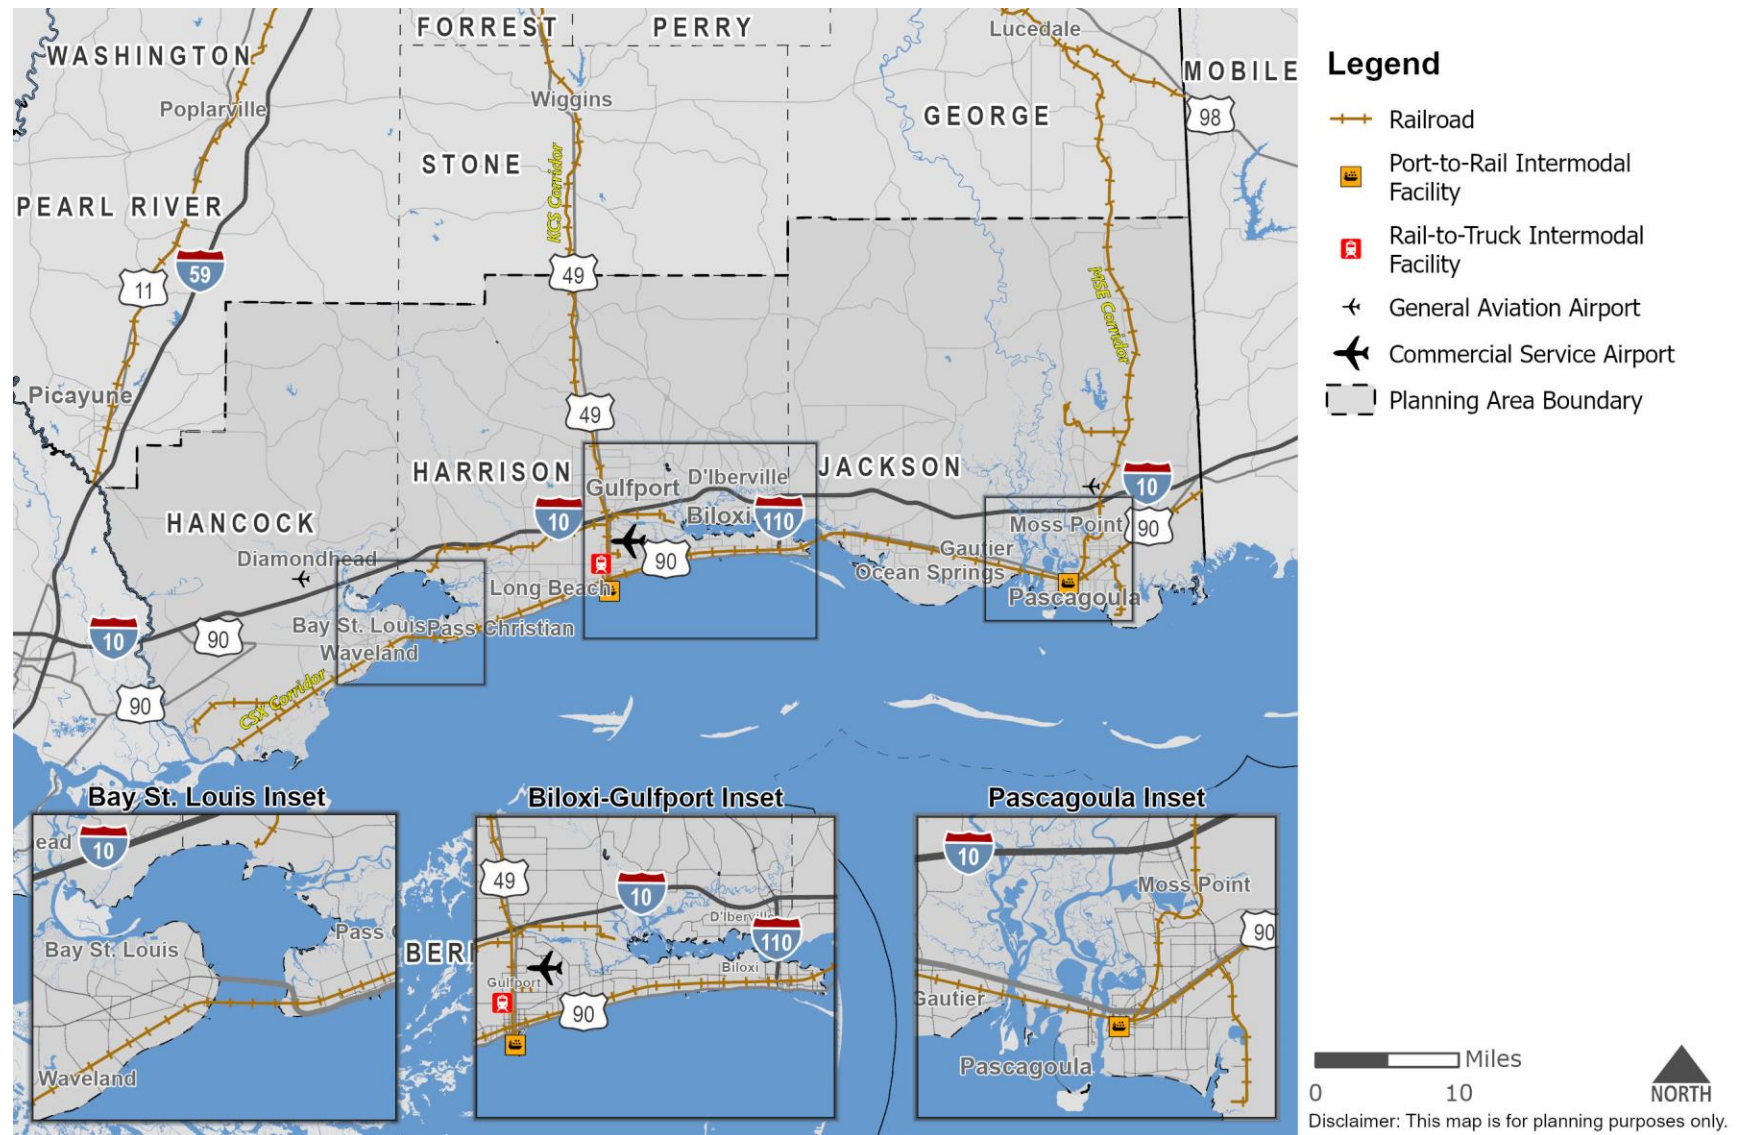 FORREST
PERRY
Lucedale
WASHINGTON
MOBILE
Poplarville
Wiggins
GEORGE
98
STONE
KCS Corridor
PEARL RIVER
59
11
49
MSE Corridor
Picayune
49
HARRISON
D'Iberville
JACKSON
Gulfport
10
10
HANCOCK
Biloxi
110
Moss Point
90
Diamondhead
90
Gautier
Ocean Springs
Long Beach
Pascagoula
10
90
Bay St. Louis
Pass Christian
Waveland
CSX Corridor
90
Legend
Railroad
Port-to-Rail Intermodal
Facility
Rail-to-Truck Intermodal
Facility
General Aviation Airport
Commercial Service Airport
Planning Area Boundary
Bay St. Louis Inset
ead
10
Bay St. Louis
Pass
Waveland
BER
Biloxi-Gulfport Inset
49
10
D'Iberville
110
Biloxi
Gulfport
90
Pascagoula Inset
10
Moss Point
90
Gautier
Pascagoula
Miles
0 10
NORTH
Disclaimer: This map is for planning purposes only.